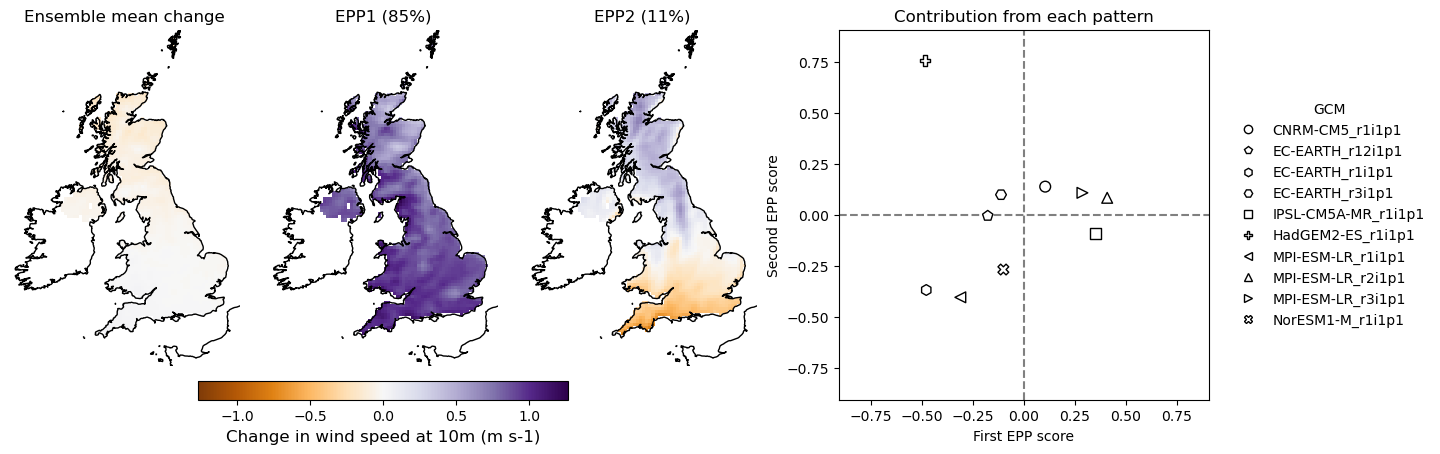 Ensemble mean change
EPP1 (85%)
EPP2 (11%)
Contribution from each pattern
−1.0
−0.5
0.0
0.5
1.0
Change in wind speed at 10m (m s-1)
Second EPP score
0.75
0.50
0.25
0.00
−0.25
−0.50
−0.75
−0.75
−0.50
−0.25
0.00
0.25
0.50
0.75
First EPP score
GCM
CNRM-CM5_r1i1p1
EC-EARTH_r12i1p1
EC-EARTH_r1i1p1
EC-EARTH_r3i1p1
IPSL-CM5A-MR_r1i1p1
HadGEM2-ES_r1i1p1
MPI-ESM-LR_r1i1p1
MPI-ESM-LR_r2i1p1
MPI-ESM-LR_r3i1p1
NorESM1-M_r1i1p1